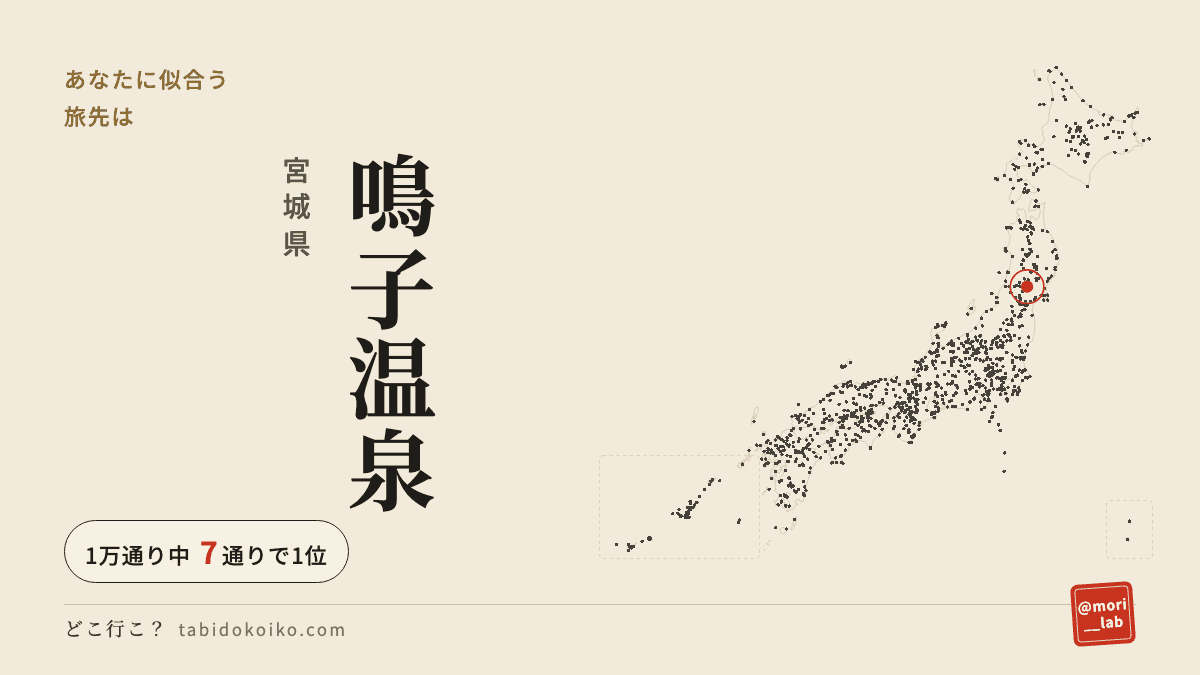 あなたに似合う
旅先は
宮城県
鳴子温泉
1万通り中 7通りで1位
どこ行こ？ tabidokoiko.com
@mori
__lab